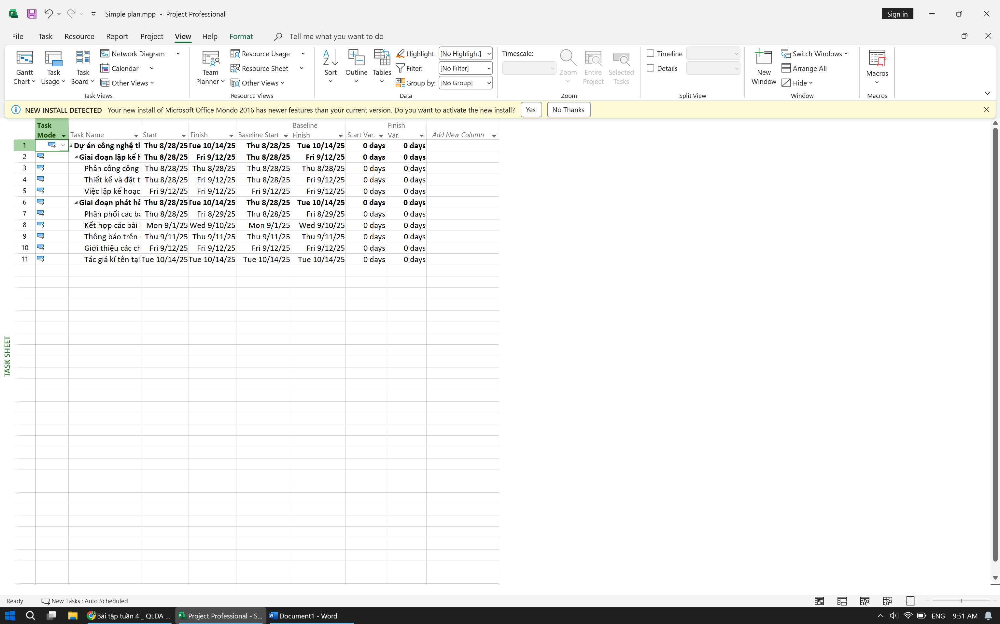 Simple plan.mpp - Project Professional
Sign in
File Task Resource Report Project View Help Format Tell me what you want to do
Gantt Chart
Task Usage
Task Board
Network Diagram
Calendar
Other Views
Task Views
Team Planner
Resource Usage
Resource Sheet
Other Views
Resource Views
Sort
Outline
Tables
Highlight: [No Highlight]
Filter: [No Filter]
Group by: [No Group]
Data
Timescale:
Zoom
Entire Project
Selected Tasks
Zoom
Timeline
Details
Split View
New Window
Switch Windows
Arrange All
Hide
Window
Macros
Macros
NEW INSTALL DETECTED Your new install of Microsoft Office Mondo 2016 has newer features than your current version. Do you want to activate the new install? Yes No Thanks
Task Mode Task Name Start Finish Baseline Start Baseline Finish Start Var. Finish Var. Add New Column
1 Dự án công nghệ Thu 8/28/25 Tue 10/14/25 Thu 8/28/25 Tue 10/14/25 0 days 0 days
2 Giai đoạn lập kế Thu 8/28/25 Fri 9/12/25 Thu 8/28/25 Fri 9/12/25 0 days 0 days
3 Phân công công Thu 8/28/25 Thu 8/28/25 Thu 8/28/25 Thu 8/28/25 0 days 0 days
4 Thiết kế và đặt t Thu 8/28/25 Fri 9/12/25 Thu 8/28/25 Fri 9/12/25 0 days 0 days
5 Việc lập kế hoạc Fri 9/12/25 Fri 9/12/25 Fri 9/12/25 Fri 9/12/25 0 days 0 days
6 Giai đoạn phát hà Thu 8/28/25 Tue 10/14/25 Thu 8/28/25 Tue 10/14/25 0 days 0 days
7 Phân phối các Thu 8/28/25 Fri 8/29/25 Thu 8/28/25 Fri 8/29/25 0 days 0 days
8 Kết hợp các bài Mon 9/1/25 Wed 9/10/25 Mon 9/1/25 Wed 9/10/25 0 days 0 days
9 Thông báo trên Thu 9/11/25 Thu 9/11/25 Thu 9/11/25 Thu 9/11/25 0 days 0 days
10 Giới thiệu các ch Fri 9/12/25 Fri 9/12/25 Fri 9/12/25 Fri 9/12/25 0 days 0 days
11 Tác giả kí tên tại Tue 10/14/25 Tue 10/14/25 Tue 10/14/25 Tue 10/14/25 0 days 0 days
TASK SHEET
Ready New Tasks : Auto Scheduled
Bài tập tuần 4 _ QLDA ... Project Professional - S... Document1 - Word ENG 9:51 AM